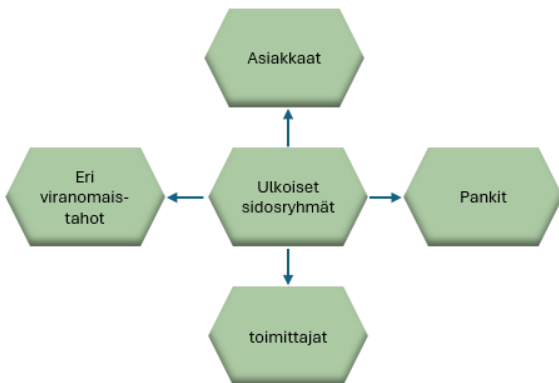 Asiakkaat
Eri
viranomais-
tahot
Ulkoiset
sidosryhmät
Pankit
toimittajat